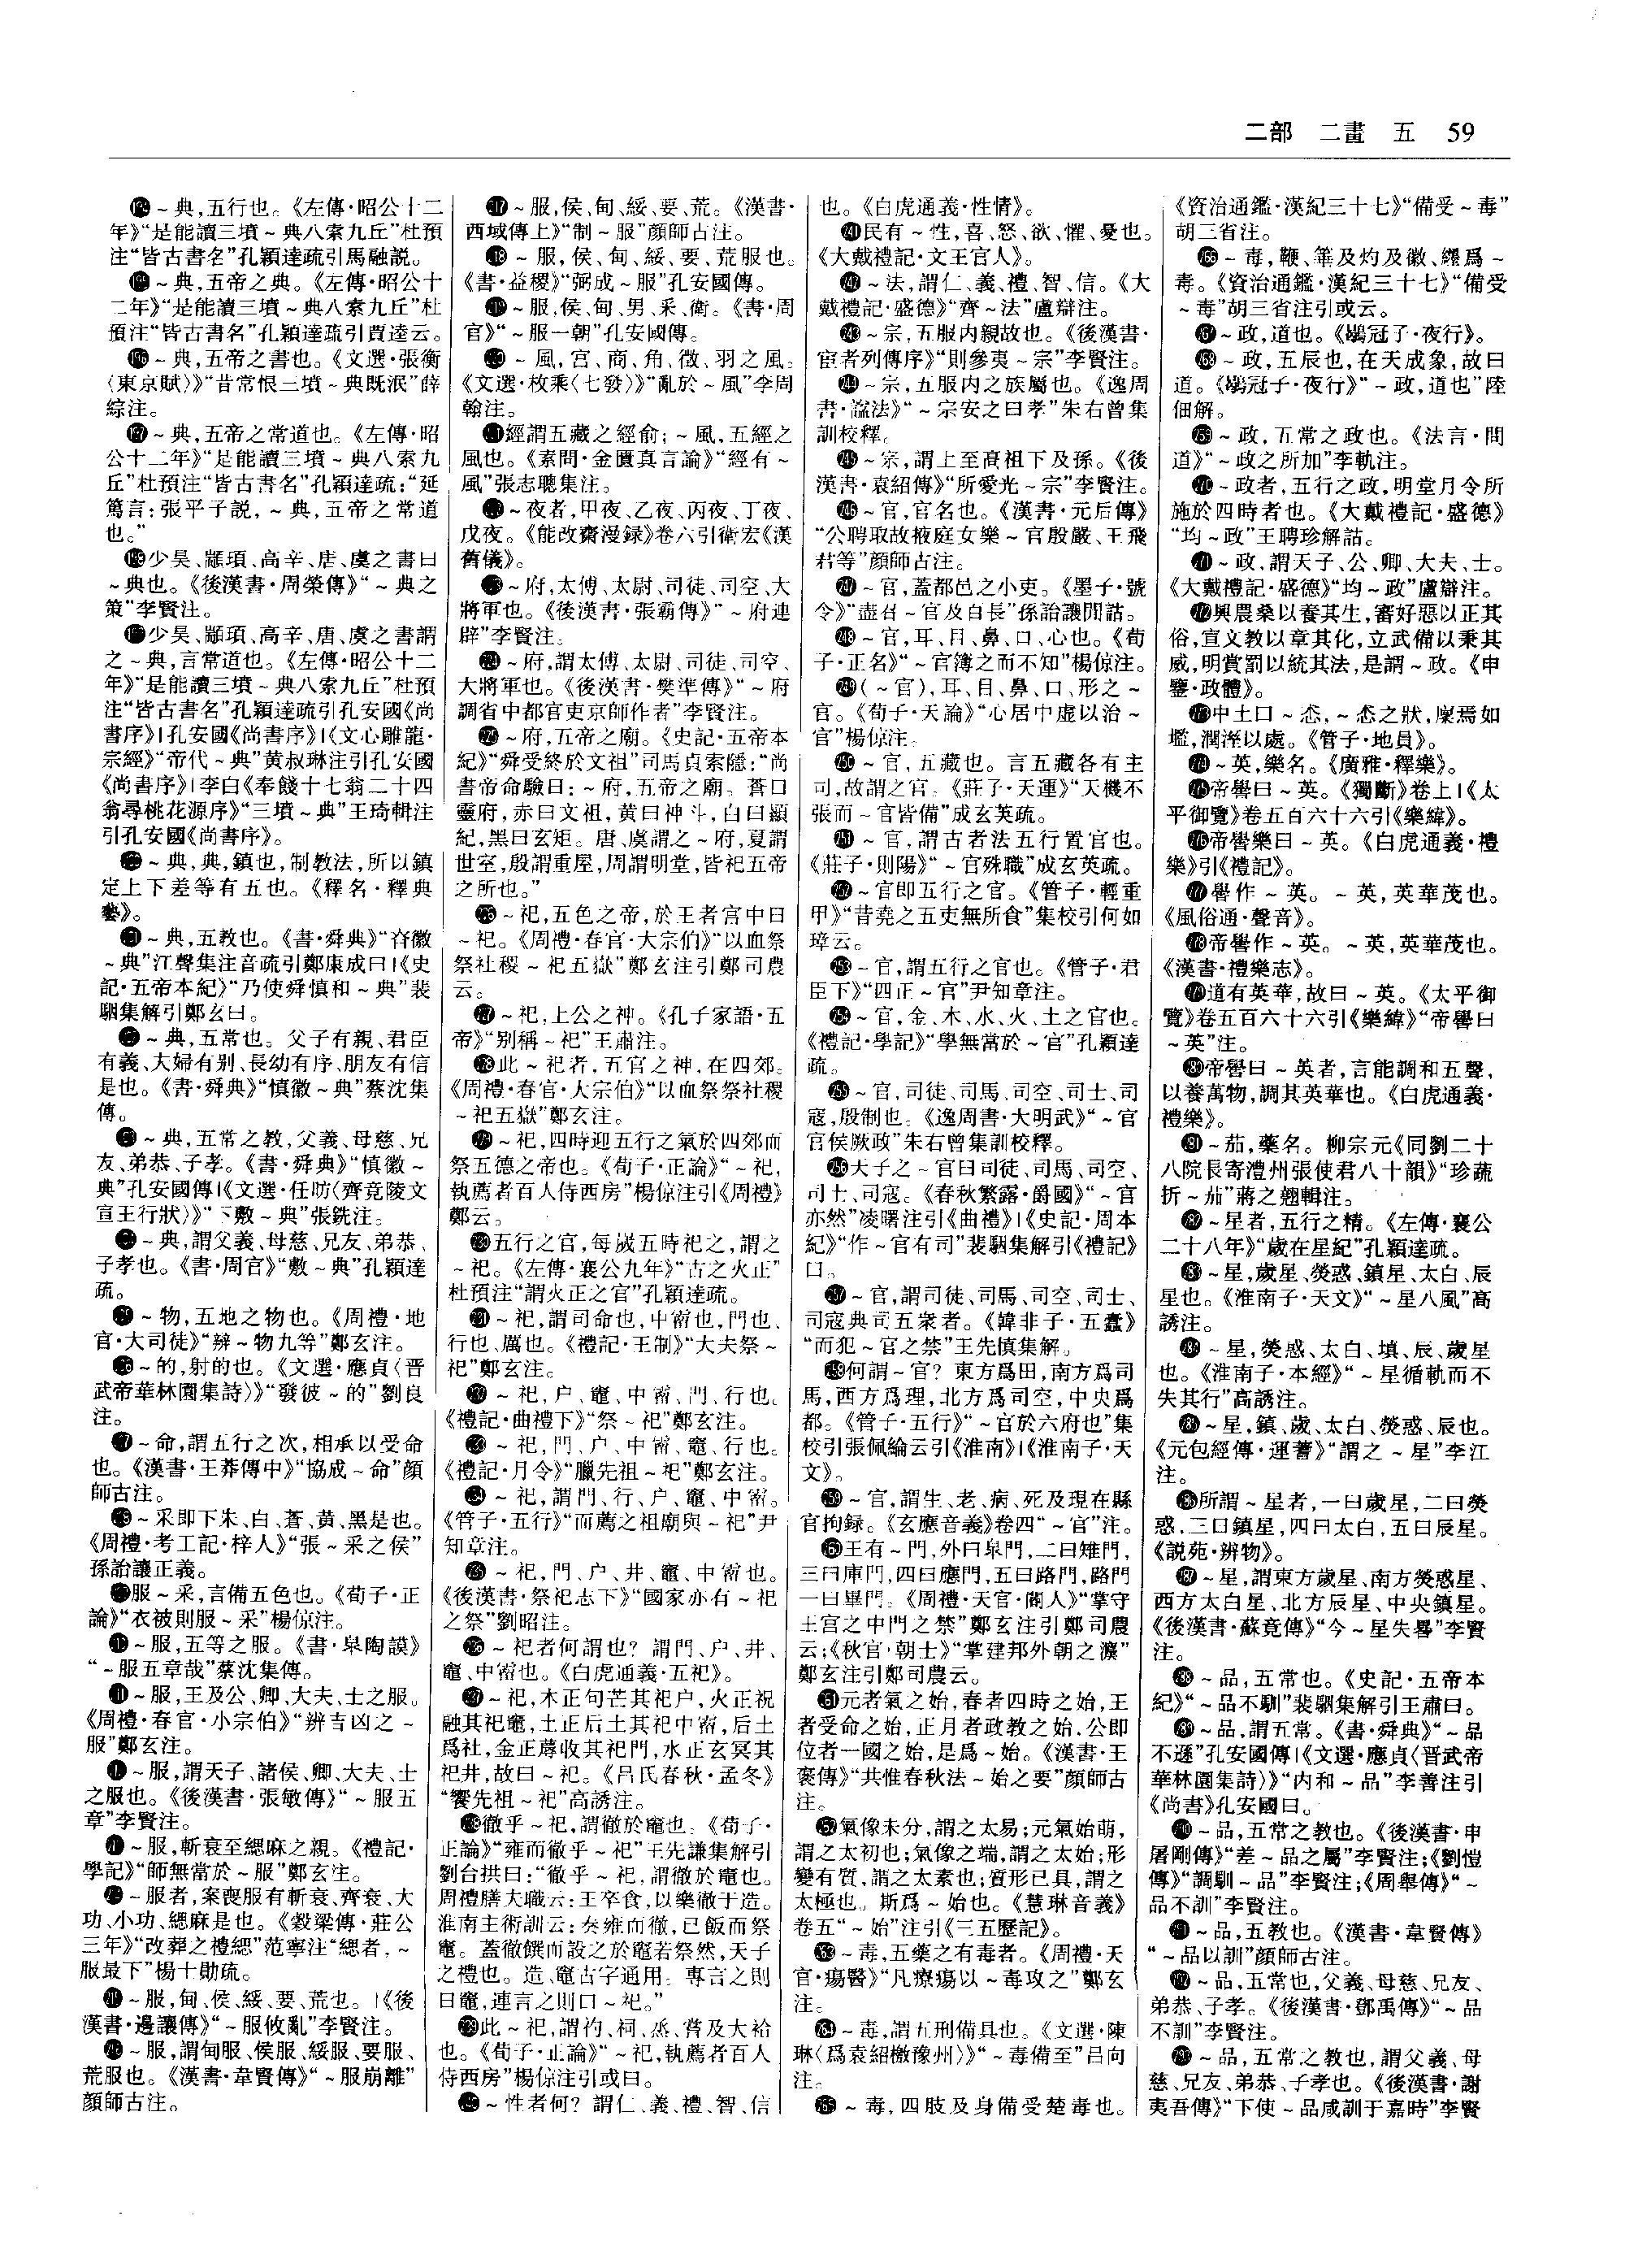 二部　二畫　五　59
～典,五行也。《左傳·昭公十二
年》“是能讀三墳～典八索九丘”杜預
注“皆古書名”孔穎達疏引馬融説。
～典,五帝之典。《左傳·昭公十
二年》“是能讀三墳～典八索九丘”杜
預注“皆古書名”孔穎達疏引賈逵云。
～典,五帝之書也。《文選·張衡
〈東京賦〉》“昔常恨三墳～典既泯”薛
綜注。
～典,五帝之常道也。《左傳·昭
公十二年》“是能讀三墳～典八索九
丘”杜預注“皆古書名”孔穎達疏:“延
篤言:張平子説,～典,五帝之常道
也。”
少昊、顓頊、高辛、唐、虞之書曰
～典也。《後漢書·周榮傳》“～典之
策”李賢注。
少昊、顓頊、高辛、唐、虞之書謂
之～典,言常道也。《左傳·昭公十二
年》“是能讀三墳～典八索九丘”杜預
注“皆古書名”孔穎達疏引孔安國《尚
書序》|孔安國《尚書序》|《文心雕龍·
宗經》“帝代～典”黄叔琳注引孔安國
《尚書序》|李白《奉餞十七翁二十四
翁尋桃花源序》“三墳～典”王琦輯注
引孔安國《尚書序》。
～典,典,鎮也,制教法,所以鎮
定上下差等有五也。《釋名·釋典
藝》。
～典,五教也。《書·舜典》“眘徽
～典”江聲集注音疏引鄭康成曰|《史
記·五帝本紀》“乃使舜慎和～典”裴
駰集解引鄭玄曰。
～典,五常也。父子有親、君臣
有義、夫婦有别、長幼有序、朋友有信
是也。《書·舜典》“慎徽～典”蔡沈集
傳。
～典,五常之教,父義、母慈、兄
友、弟恭、子孝。《書·舜典》“慎徽～
典”孔安國傳|《文選·任昉〈齊竟陵文
宣王行狀〉》“下敷～典”張銑注。
～典,謂父義、母慈、兄友、弟恭、
子孝也。《書·周官》“敷～典”孔穎達
疏。
～物,五地之物也。《周禮·地
官·大司徒》“辨～物九等”鄭玄注。
～的,射的也。《文選·應貞〈晋
武帝華林園集詩〉》“發彼～的”劉良
注。
～命,謂五行之次,相承以受命
也。《漢書·王莽傳中》“協成～命”顔
師古注。
～采即下朱、白、蒼、黄、黑是也。
《周禮·考工記·梓人》“張～采之侯”
孫詒讓正義。
服～采,言備五色也。《荀子·正
論》“衣被則服～采”楊倞注。
～服,五等之服。《書·皋陶謨》
“～服五章哉”蔡沈集傳。
～服,王及公、卿、大夫、士之服。
《周禮·春官·小宗伯》“辨吉凶之～
服”鄭玄注。
～服,謂天子、諸侯、卿、大夫、士
之服也。《後漢書·張敏傳》“～服五
章”李賢注。
～服,斬衰至緦麻之親。《禮記·
學記》“師無當於～服”鄭玄注。
～服者,案喪服有斬衰、齊衰、大
功、小功、緦麻是也。《穀梁傳·莊公
三年》“改葬之禮緦”范寧注“緦者,～
服最下”楊士勛疏。
～服,甸、侯、綏、要、荒也。|《後
漢書·邊讓傳》“～服攸亂”李賢注。
～服,謂甸服、侯服、綏服、要服、
荒服也。《漢書·韋賢傳》“～服崩離”
顔師古注。
～服,侯、甸、綏、要、荒。《漢書·
西域傳上》“制～服”顔師古注。
～服,侯、甸、綏、要、荒服也。
《書·益稷》“弼成～服”孔安國傳。
～服,侯、甸、男、采、衛。《書·周
官》“～服一朝”孔安國傳。
～風,宫、商、角、徵、羽之風。
《文選·枚乘〈七發〉》“亂於～風”李周
翰注。
經謂五藏之經俞;～風,五經之
風也。《素問·金匱真言論》“經有～
風”張志聰集注。
～夜者,甲夜、乙夜、丙夜、丁夜、
戊夜。《能改齋漫録》卷六引衛宏《漢
舊儀》。
～府,太傅、太尉、司徒、司空、大
將軍也。《後漢書·張霸傳》“～府連
辟”李賢注。
～府,謂太傅、太尉、司徒、司空、
大將軍也。《後漢書·樊準傳》“～府
調省中都官吏京師作者”李賢注。
～府,五帝之廟。《史記·五帝本
紀》“舜受終於文祖”司馬貞索隱:“尚
書帝命驗曰:～府,五帝之廟。蒼曰
靈府,赤曰文祖,黄曰神斗,白曰顯
紀,黑曰玄矩。唐、虞謂之～府,夏謂
世室,殷謂重屋,周謂明堂,皆祀五帝
之所也。”
～祀,五色之帝,於王者宫中曰
～祀。《周禮·春官·大宗伯》“以血祭
祭社稷～祀五嶽”鄭玄注引鄭司農
云。
～祀,上公之神。《孔子家語·五
帝》“别稱～祀”王肅注。
此～祀者,五官之神,在四郊。
《周禮·春官·大宗伯》“以血祭祭社稷
～祀五嶽”鄭玄注。
～祀,四時迎五行之氣於四郊而
祭五德之帝也。《荀子·正論》“～祀,
執薦者百人侍西房”楊倞注引《周禮》
鄭云。
五行之官,每歲五時祀之,謂之
～祀。《左傳·襄公九年》“古之火正”
杜預注“謂火正之官”孔穎達疏。
～祀,謂司命也,中霤也,門也、
行也、厲也。《禮記·王制》“大夫祭～
祀”鄭玄注。
～祀,户、竈、中霤、門、行也。
《禮記·曲禮下》“祭～祀”鄭玄注。
～祀,門、户、中霤、竈、行也。
《禮記·月令》“臘先祖～祀”鄭玄注。
～祀,謂門、行、户、竈、中霤。
《管子·五行》“而薦之祖廟與～祀”尹
知章注。
～祀,門、户、井、竈、中霤也。
《後漢書·祭祀志下》“國家亦有～祀
之祭”劉昭注。
～祀者何謂也? 謂門、户、井、
竈、中霤也。《白虎通義·五祀》。
～祀,木正句芒其祀户,火正祝
融其祀竈,土正后土其祀中霤,后土
爲社,金正蓐收其祀門,水正玄冥其
祀井,故曰～祀。《吕氏春秋·孟冬》
“饗先祖～祀”高誘注。
徹乎～祀,謂徹於竈也。《荀子·
正論》“雍而徹乎～祀”王先謙集解引
劉台拱曰:“徹乎～祀,謂徹於竈也。
周禮膳夫職云:王卒食,以樂徹于造。
淮南主術訓云:奏雍而徹,已飯而祭
竈。蓋徹饌而設之於竈若祭然,天子
之禮也。造、竈古字通用。專言之則
曰竈,連言之則曰～祀。”
此～祀,謂礿、祠、烝、嘗及大祫
也。《荀子·正論》“～祀,執薦者百人
侍西房”楊倞注引或曰。
～性者何? 謂仁、義、禮、智、信
也。《白虎通義·性情》。
民有～性,喜、怒、欲、懼、憂也。
《大戴禮記·文王官人》。
～法,謂仁、義、禮、智、信。《大
戴禮記·盛德》“齊～法”盧辯注。
～宗,五服内親故也。《後漢書·
宦者列傳序》“則參夷～宗”李賢注。
～宗,五服内之族屬也。《逸周
書·謚法》“～宗安之曰孝”朱右曾集
訓校釋。
～宗,謂上至高祖下及孫。《後
漢書·袁紹傳》“所愛光～宗”李賢注。
～官,官名也。《漢書·元后傳》
“公聘取故掖庭女樂～官殷嚴、王飛
君等”顔師古注。
～官,蓋都邑之小吏。《墨子·號
令》“盡召～官及百長”孫詒讓閒詁。
～官,耳、目、鼻、口、心也。《荀
子·正名》“～官簿之而不知”楊倞注。
(～官),耳、目、鼻、口、形之～
官。《荀子·天論》“心居中虚以治～
官”楊倞注。
～官,五藏也。言五藏各有主
司,故謂之官。《莊子·天運》“天機不
張而～官皆備”成玄英疏。
～官,謂古者法五行置官也。
《莊子·則陽》“～官殊職”成玄英疏。
～官即五行之官。《管子·輕重
甲》“昔堯之五吏無所食”集校引何如
璋云。
～官,謂五行之官也。《管子·君
臣下》“四正～官”尹知章注。
～官,金、木、水、火、土之官也。
《禮記·學記》“學無當於～官”孔穎達
疏。
～官,司徒、司馬、司空、司士、司
寇,殷制也。《逸周書·大明武》“～官
官侯厥政”朱右曾集訓校釋。
天子之～官曰司徒、司馬、司空、
司士、司寇。《春秋繁露·爵國》“～官
亦然”凌曙注引《曲禮》|《史記·周本
紀》“作～官有司”裴駰集解引《禮記》
曰。
～官,謂司徒、司馬、司空、司士、
司寇典司五衆者。《韓非子·五蠹》
“而犯～官之禁”王先慎集解。
何謂～官? 東方爲田,南方爲司
馬,西方爲理,北方爲司空,中央爲
都。《管子·五行》“～官於六府也”集
校引張佩綸云引《淮南》|《淮南子·天
文》。
～官,謂生、老、病、死及現在縣
官拘録。《玄應音義》卷四“～官”注。
王有～門,外曰皋門,二曰雉門,
三曰庫門,四曰應門,五曰路門,路門
一曰畢門。《周禮·天官·閽人》“掌守
王宫之中門之禁”鄭玄注引鄭司農
云;《秋官·朝士》“掌建邦外朝之灋”
鄭玄注引鄭司農云。
元者氣之始,春者四時之始,王
者受命之始,正月者政教之始,公即
位者一國之始,是爲～始。《漢書·王
褒傳》“共惟春秋法～始之要”顔師古
注。
氣像未分,謂之太易;元氣始萌,
謂之太初也;氣像之端,謂之太始;形
變有質,謂之太素也;質形已具,謂之
太極也。斯爲～始也。《慧琳音義》
卷五“～始”注引《三五歷記》。
～毒,五藥之有毒者。《周禮·天
官·瘍醫》“凡療瘍以～毒攻之”鄭玄
注。
～毒,謂五刑備具也。《文選·陳
琳〈爲袁紹檄豫州〉》“～毒備至”吕向
注。
～毒,四肢及身備受楚毒也。
《資治通鑑·漢紀三十七》“備受～毒”
胡三省注。
～毒,鞭、箠及灼及徽、纆爲～
毒。《資治通鑑·漢紀三十七》“備受
～毒”胡三省注引或云。
～政,道也。《鶡冠子·夜行》。
～政,五辰也,在天成象,故曰
道。《鶡冠子·夜行》“～政,道也”陸
佃解。
～政,五常之政也。《法言·問
道》“～政之所加”李軌注。
～政者,五行之政,明堂月令所
施於四時者也。《大戴禮記·盛德》
“均～政”王聘珍解詁。
～政,謂天子、公、卿、大夫、士。
《大戴禮記·盛德》“均～政”盧辯注。
興農桑以養其生,審好惡以正其
俗,宣文教以章其化,立武備以秉其
威,明賞罰以統其法,是謂～政。《申
鑒·政體》。
中土曰～怸,～怸之狀,廩焉如
壏,潤溼以處。《管子·地員》。
～英,樂名。《廣雅·釋樂》。
帝嚳曰～英。《獨斷》卷上|《太
平御覽》卷五百六十六引《樂緯》。
帝嚳樂曰～英。《白虎通義·禮
樂》引《禮記》。
嚳作～英。～英,英華茂也。
《風俗通·聲音》。
帝嚳作～英。～英,英華茂也。
《漢書·禮樂志》。
道有英華,故曰～英。《太平御
覽》卷五百六十六引《樂緯》“帝嚳曰
～英”注。
帝嚳曰～英者,言能調和五聲,
以養萬物,調其英華也。《白虎通義·
禮樂》。
～茄,藥名。柳宗元《同劉二十
八院長寄澧州張使君八十韻》“珍蔬
折～茄”蔣之翹輯注。
～星者,五行之精。《左傳·襄公
二十八年》“歲在星紀”孔穎達疏。
～星,歲星、熒惑、鎮星、太白、辰
星也。《淮南子·天文》“～星八風”高
誘注。
～星,熒惑、太白、填、辰、歲星
也。《淮南子·本經》“～星循軌而不
失其行”高誘注。
～星,鎮、歲、太白、熒惑、辰也。
《元包經傳·運蓍》“謂之～星”李江
注。
所謂～星者,一曰歲星,二曰熒
惑,三曰鎮星,四曰太白,五曰辰星。
《説苑·辨物》。
～星,謂東方歲星、南方熒惑星、
西方太白星、北方辰星、中央鎮星。
《後漢書·蘇竟傳》“今～星失晷”李賢
注。
～品,五常也。《史記·五帝本
紀》“～品不馴”裴駰集解引王肅曰。
～品,謂五常。《書·舜典》“～品
不遜”孔安國傳|《文選·應貞〈晋武帝
華林園集詩〉》“内和～品”李善注引
《尚書》孔安國曰。
～品,五常之教也。《後漢書·申
屠剛傳》“差～品之屬”李賢注;《劉愷
傳》“調馴～品”李賢注;《周舉傳》“～
品不訓”李賢注。
～品,五教也。《漢書·韋賢傳》
“～品以訓”顔師古注。
～品,五常也,父義、母慈、兄友、
弟恭、子孝。《後漢書·鄧禹傳》“～品
不訓”李賢注。
～品,五常之教也,謂父義、母
慈、兄友、弟恭、子孝也。《後漢書·謝
夷吾傳》“下使～品咸訓于嘉時”李賢